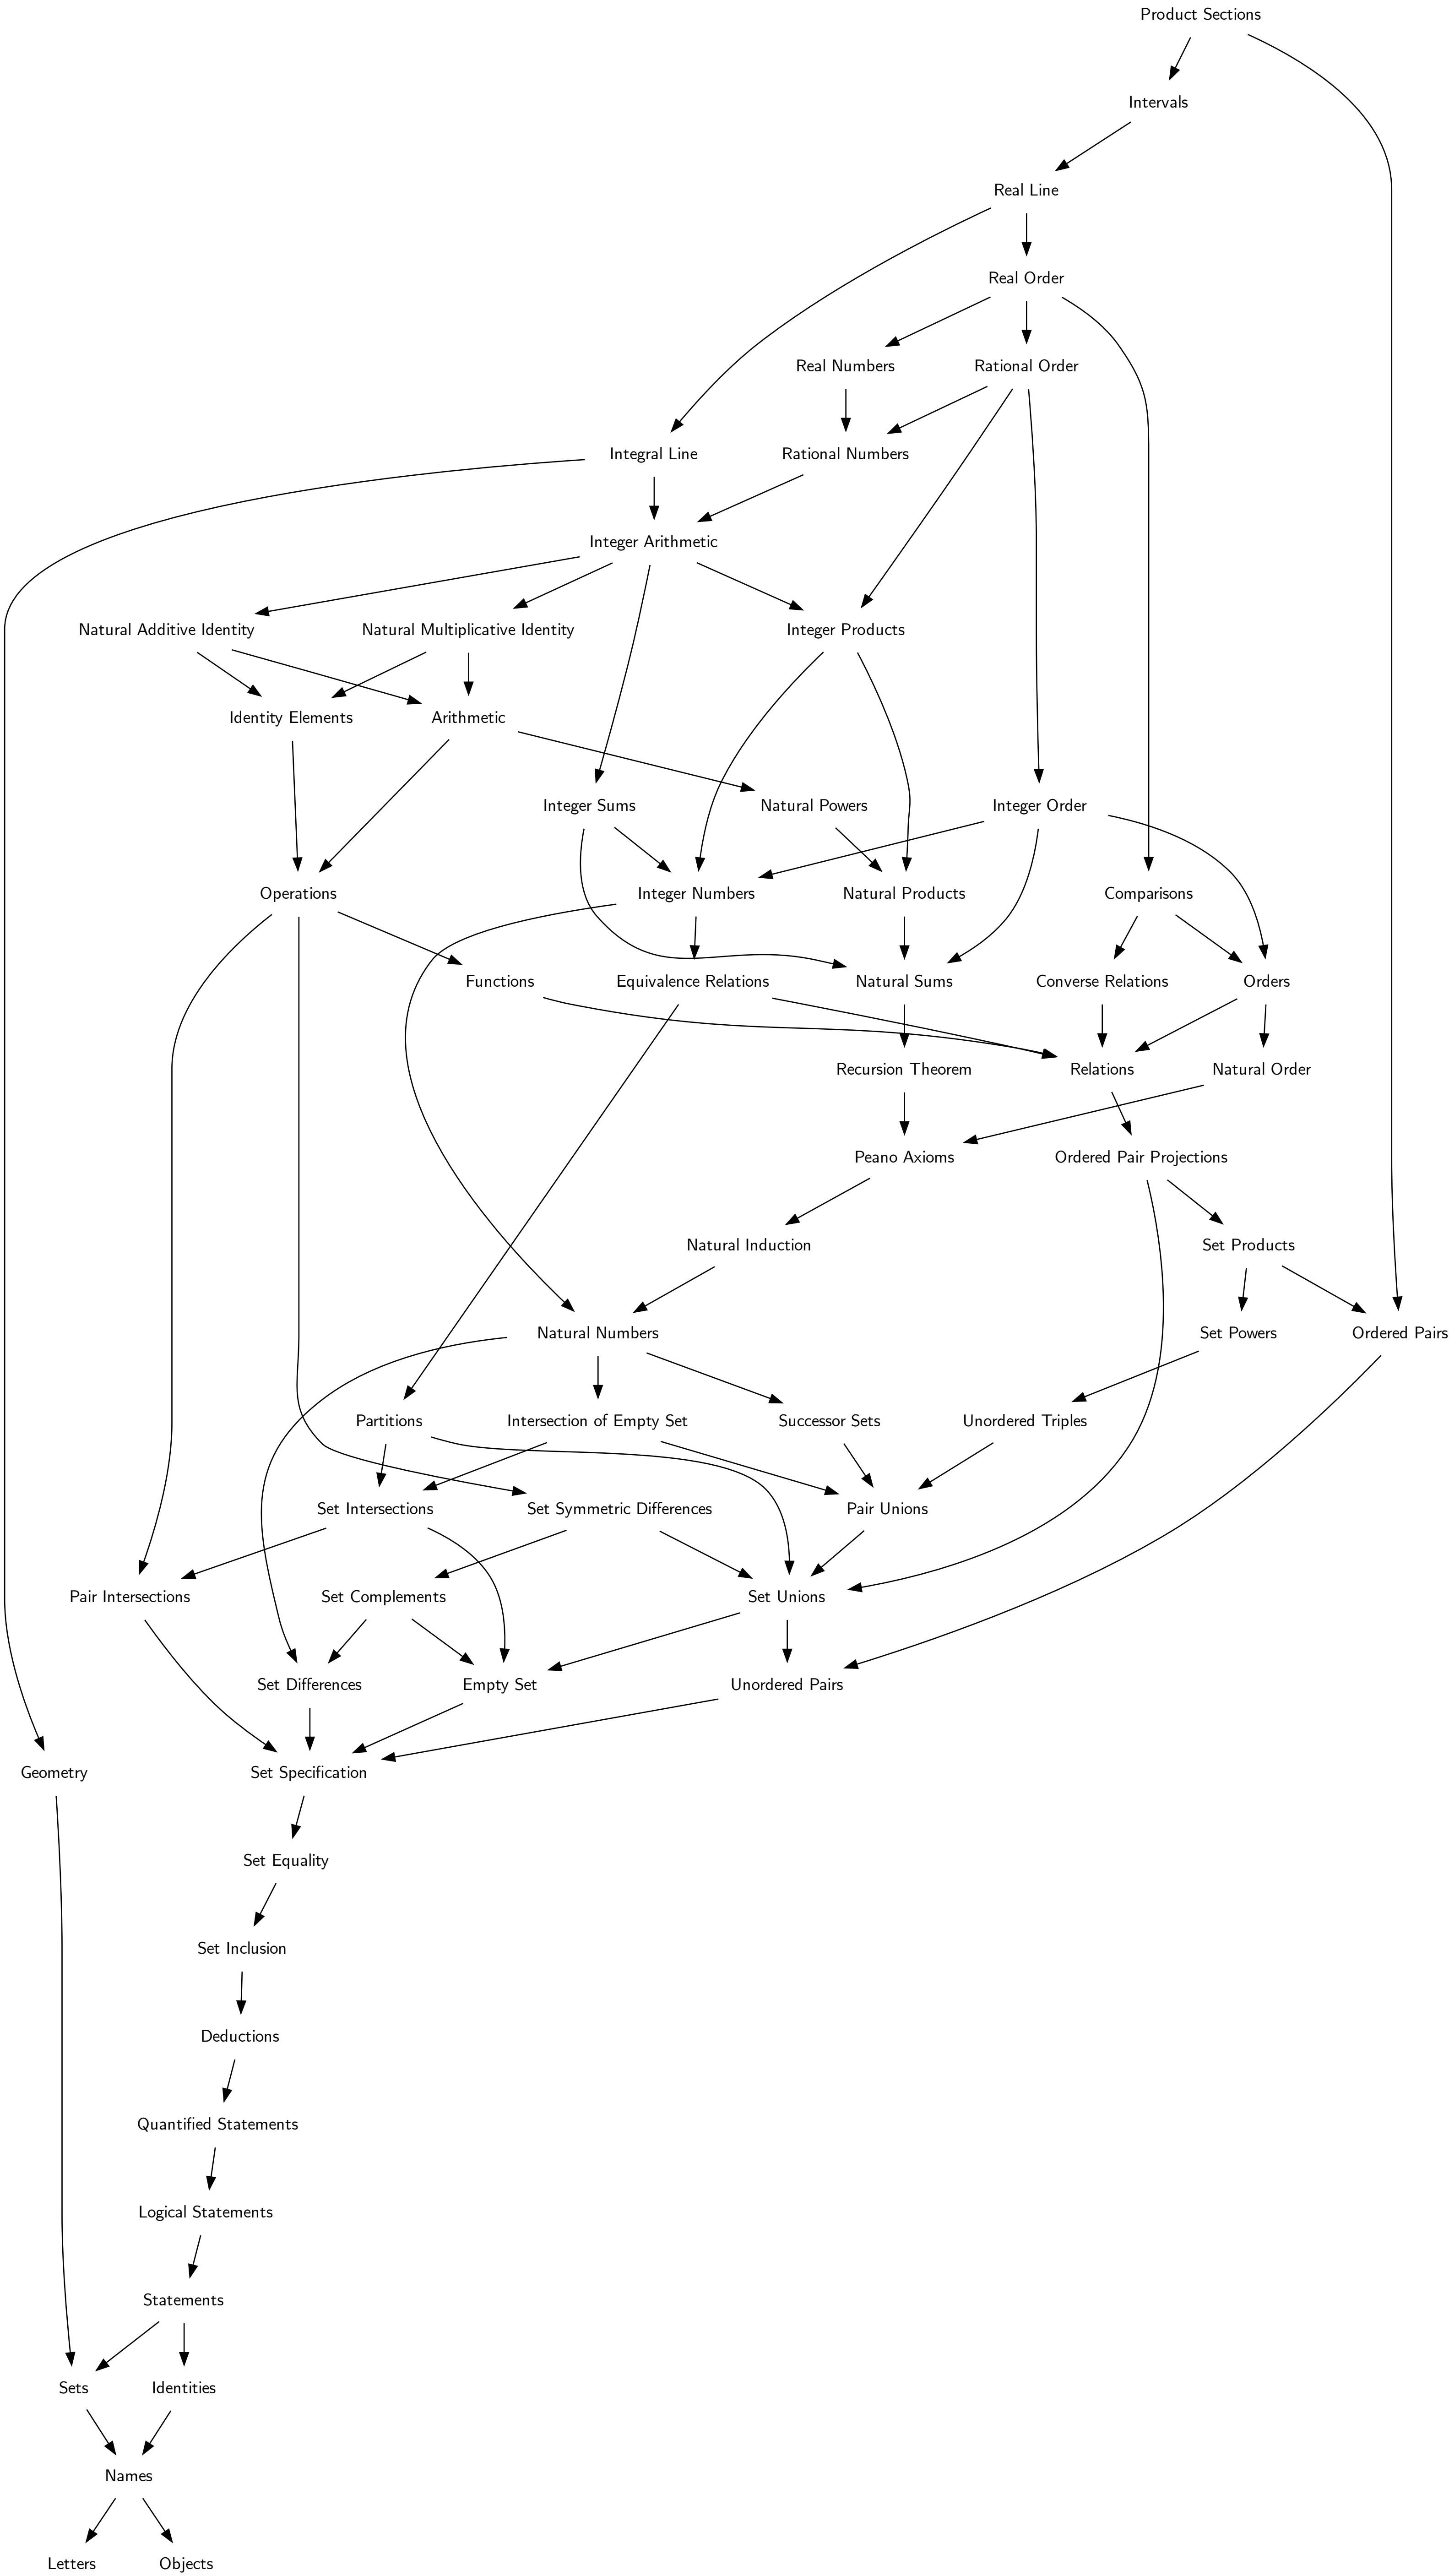 Product Sections
Intervals
Real Line
Real Order
Real Numbers
Rational Order
Integral Line
Rational Numbers
Integer Arithmetic
Natural Additive Identity
Natural Multiplicative Identity
Integer Products
Identity Elements
Arithmetic
Integer Sums
Natural Powers
Integer Order
Operations
Integer Numbers
Natural Products
Comparisons
Functions
Equivalence Relations
Natural Sums
Converse Relations
Orders
Recursion Theorem
Relations
Natural Order
Peano Axioms
Ordered Pair Projections
Natural Induction
Set Products
Natural Numbers
Set Powers
Ordered Pairs
Partitions
Intersection of Empty Set
Successor Sets
Unordered Triples
Set Intersections
Set Symmetric Differences
Pair Unions
Pair Intersections
Set Complements
Set Unions
Set Differences
Empty Set
Unordered Pairs
Geometry
Set Specification
Set Equality
Set Inclusion
Deductions
Quantified Statements
Logical Statements
Statements
Sets
Identities
Names
Letters
Objects